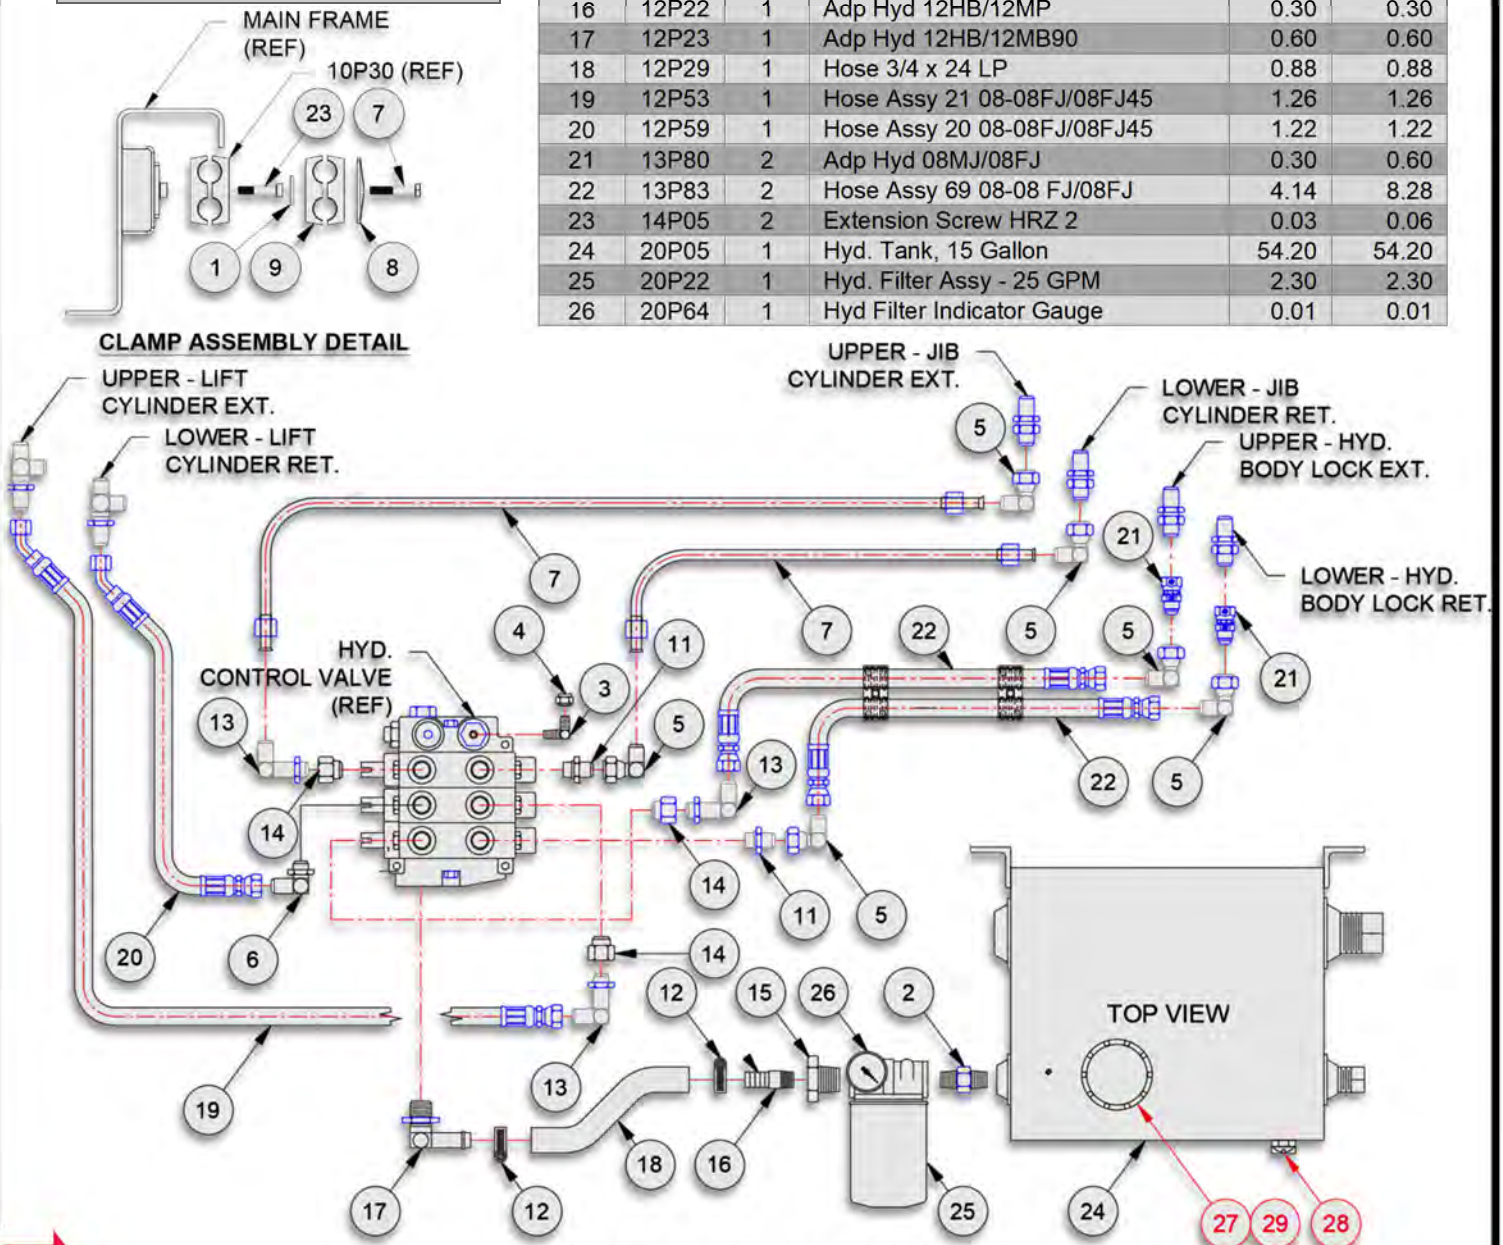 16 12P22 1 Adp Hyd 12HB/12MP 0.30 0.30
17 12P23 1 Adp Hyd 12HB/12MB90 0.60 0.60
18 12P29 1 Hose 3/4 x 24 LP 0.88 0.88
19 12P53 1 Hose Assy 21 08-08FJ/08FJ45 1.26 1.26
20 12P59 1 Hose Assy 20 08-08FJ/08FJ45 1.22 1.22
21 13P80 2 Adp Hyd 08MJ/08FJ 0.30 0.60
22 13P83 2 Hose Assy 69 08-08 FJ/08FJ 4.14 8.28
23 14P05 2 Extension Screw HRZ 2 0.03 0.06
24 20P05 1 Hyd. Tank, 15 Gallon 54.20 54.20
25 20P22 1 Hyd. Filter Assy - 25 GPM 2.30 2.30
26 20P64 1 Hyd Filter Indicator Gauge 0.01 0.01
MAIN FRAME
(REF)
10P30 (REF)
23
7
1
9
8
CLAMP ASSEMBLY DETAIL
UPPER - LIFT
CYLINDER EXT.
LOWER - LIFT
CYLINDER RET.
UPPER - JIB
CYLINDER EXT.
LOWER - JIB
CYLINDER RET.
UPPER - HYD.
BODY LOCK EXT.
LOWER - HYD.
BODY LOCK RET.
5
21
7
4
7
22
5
5
11
HYD.
CONTROL VALVE
(REF)
3
21
13
5
13
22
5
14
14
11
5
20
6
14
12
15
26
2
TOP VIEW
19
13
18
16
17
12
25
24
27
29
28